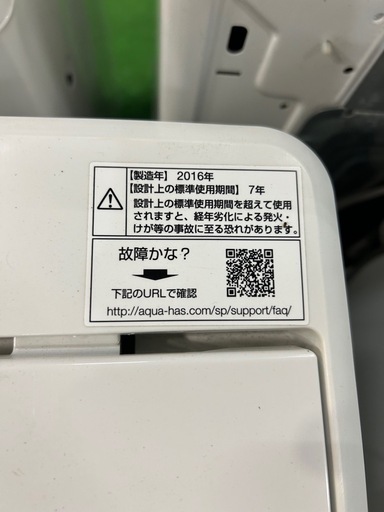 【製造年】2016年
【設計上の標準使用期間】7年
設計上の標準使用期間を超えて使用
されますと、経年劣化による発火・
けが等の事故に至る恐れがあります。
故障かな?
下記のURLで確認
http://aqua-has.com/sp/support/faq/